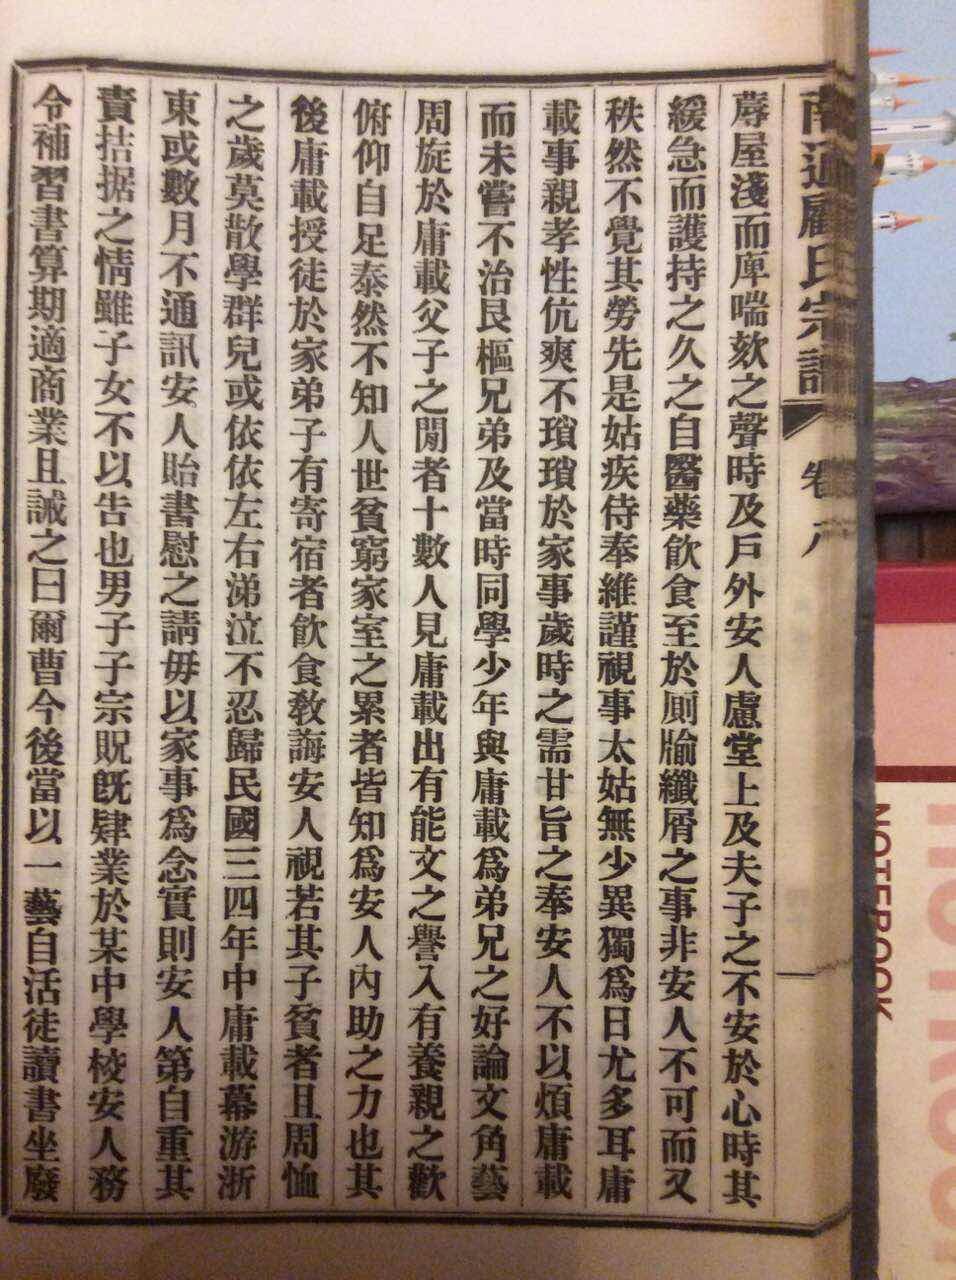 南通顧氏宗譜 卷八
蓐屋淺而庳喘欬之聲時及戶外安人慮堂上及夫子之不安於心時其
緩急而護持之久之自醫藥飲食至於厠牏纖屑之事非安人不可而又
秩然不覺其勞先是姑疾侍奉維謹視事太姑無少異獨爲日尤多耳庸
載事親孝性伉爽不瑣瑣於家事歲時之需甘旨之奉安人不以煩庸載
而未嘗不治艮樞兄弟及當時同學少年與庸載爲弟兄之好論文角藝
周旋於庸載父子之閒者十數人見庸載出有能文之譽入有養親之歡
俯仰自足泰然不知人世貧窮家室之累者皆知爲安人內助之力也其
後庸載授徒於家弟子有寄宿者飲食敎誨安人視若其子貧者且周恤
之歲莫散學群兒或依依左右涕泣不忍歸民國三四年中庸載幕游浙
東或數月不通訊安人貽書慰之請毋以家事爲念實則安人第自重其
責拮据之情雖子女不以告也男子子宗貺旣肄業於某中學校安人務
令補習書算期適商業且誡之曰爾曹今後當以一藝自活徒讀書坐廢
NOTEBOOK